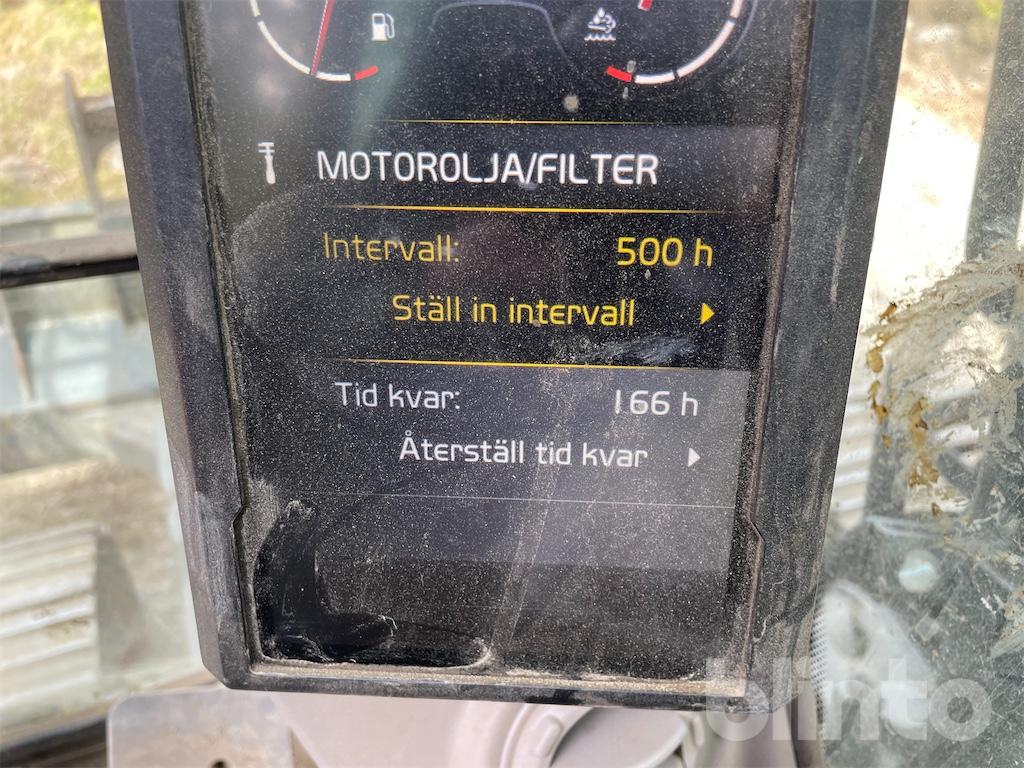 MOTOROLJA/FILTER
Intervall: 500 h
Ställ in intervall
Tid kvar: 166 h
Återställ tid kvar
blinto